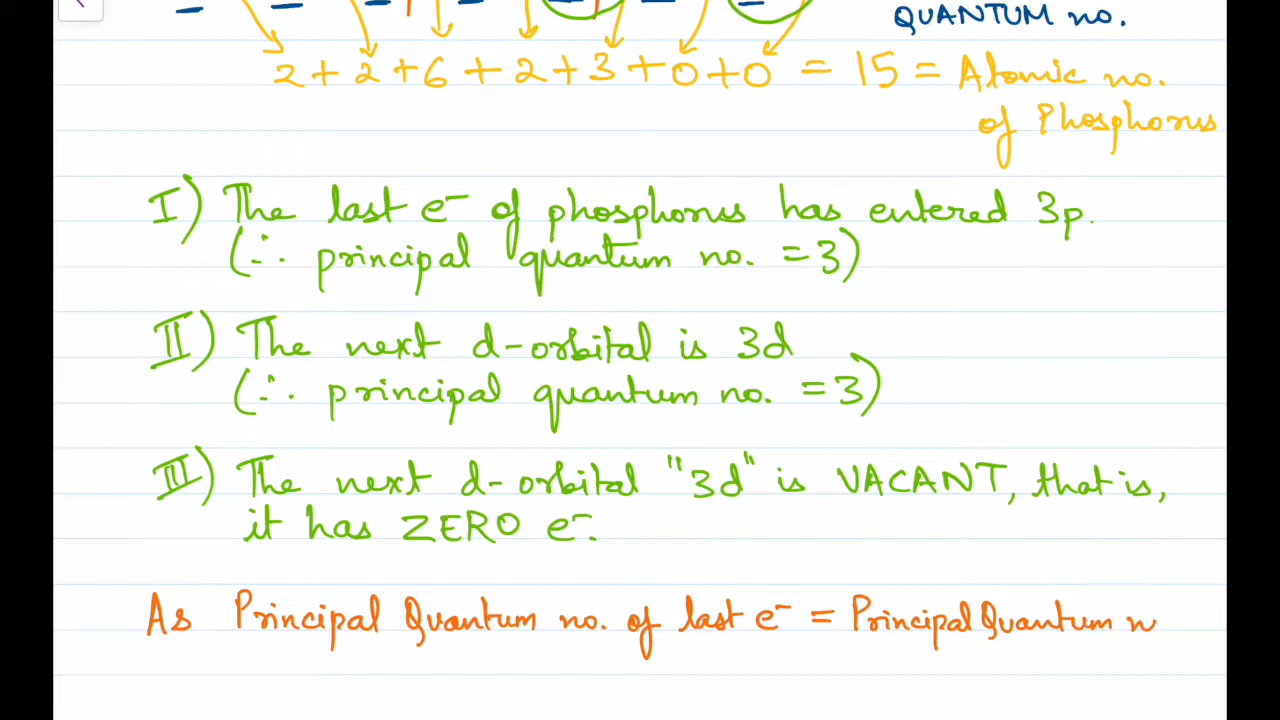 QUANTUM no.
2 + 2 + 6 + 2 + 3 + 0 + 0 = 15 = Atomic no.
of Phosphorus
I) The last e⁻ of phosphorus has entered 3p.
(∴ principal quantum no. = 3)
II) The next d-orbital is 3d
(∴ principal quantum no. = 3)
III) The next d-orbital "3d" is VACANT, that is,
it has ZERO e⁻.
As Principal Quantum no. of last e⁻ = Principal Quantum n